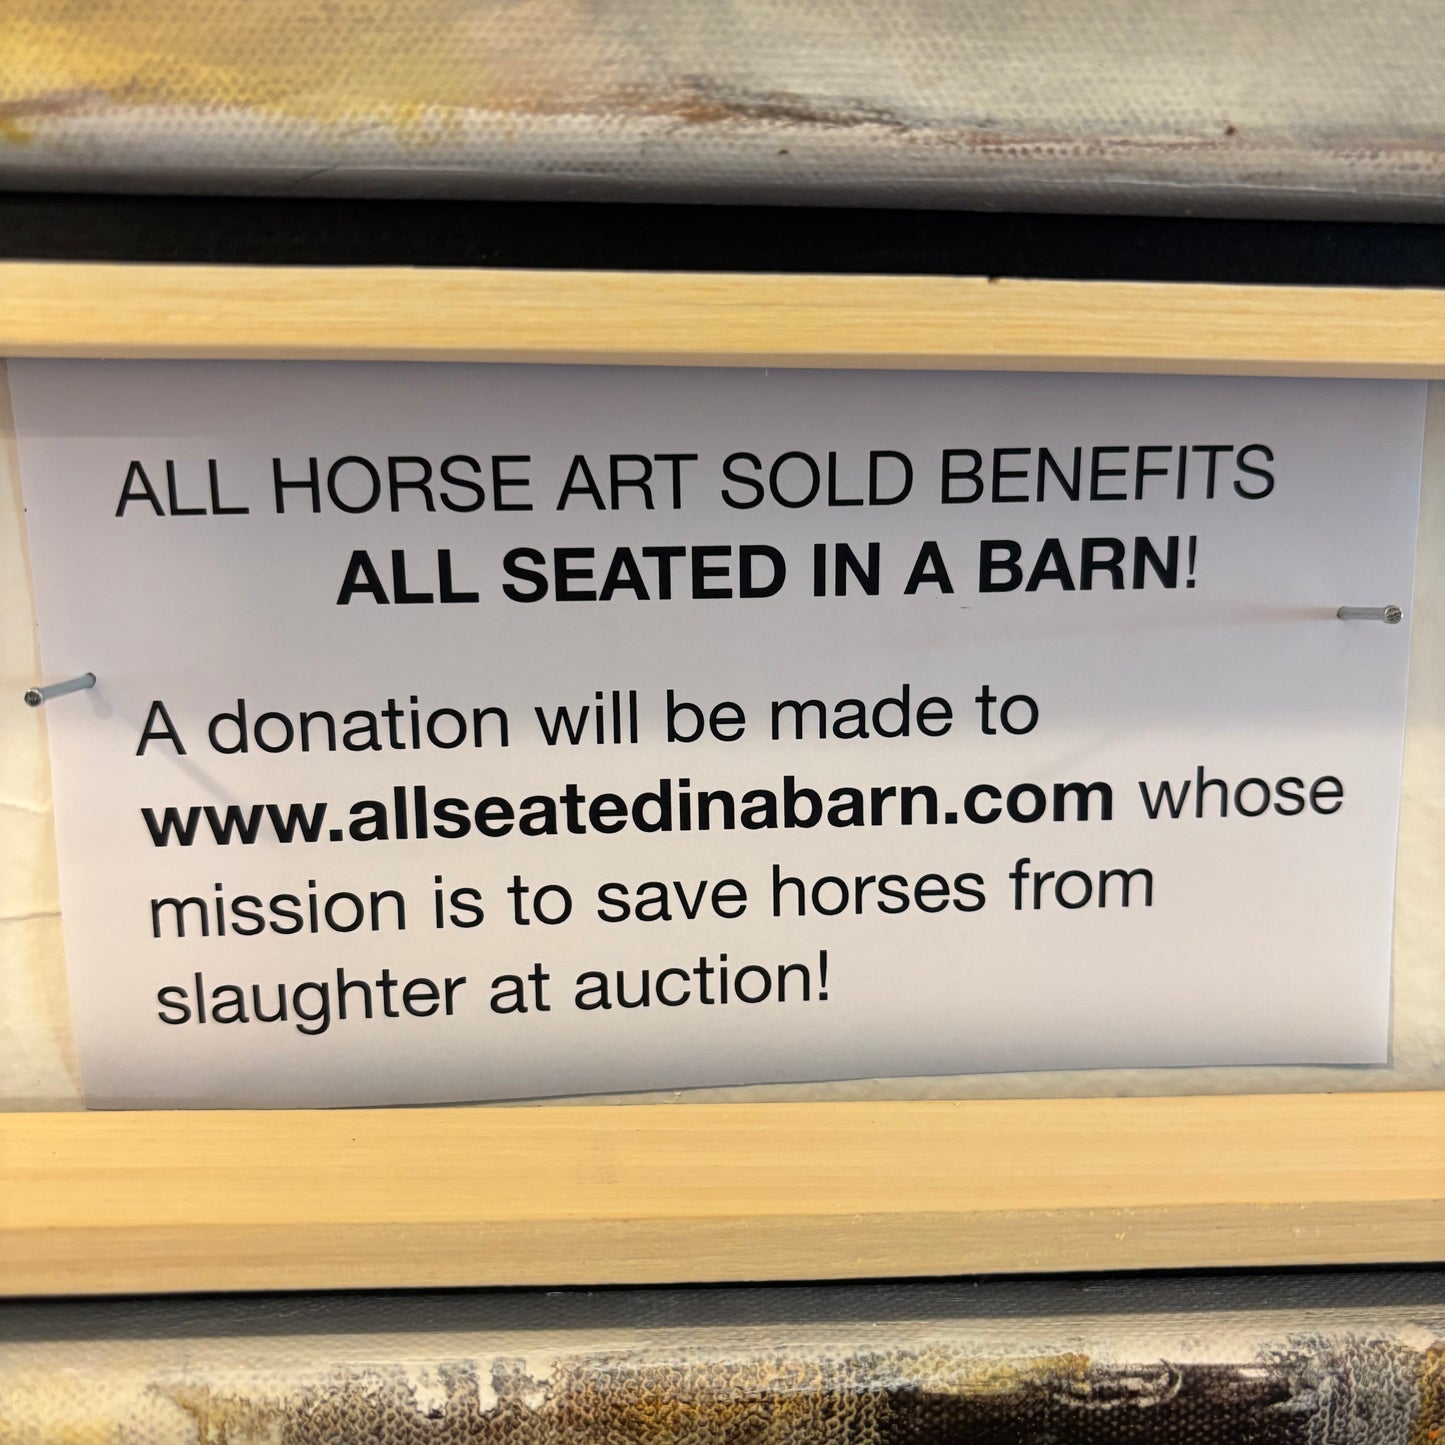 ALL HORSE ART SOLD BENEFITS
ALL SEATED IN A BARN!
A donation will be made to
www.allseatedinabarn.com whose
mission is to save horses from
slaughter at auction!